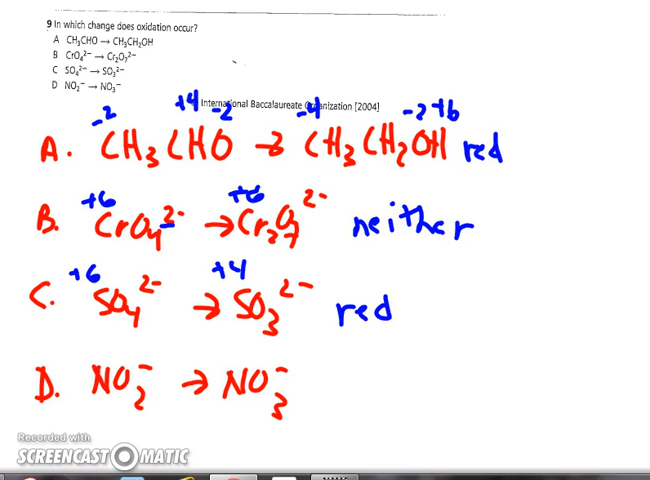 9 In which change does oxidation occur?
A CH₃CHO → CH₃CH₂OH
B CrO₄²⁻ → Cr₂O₇²⁻
C SO₄²⁻ → SO₃²⁻
D NO₂⁻ → NO₃⁻
International Baccalaureate Organization [2004]
-2 +4 -2 -4 -2 +6
A. CH₃CHO → CH₃CH₂OH red
+6 +6
B. CrO₄²⁻ → Cr₂O₇²⁻ neither
+6 +4
C. SO₄²⁻ → SO₃²⁻ red
D. NO₂⁻ → NO₃⁻
Recorded with
SCREENCAST-O-MATIC